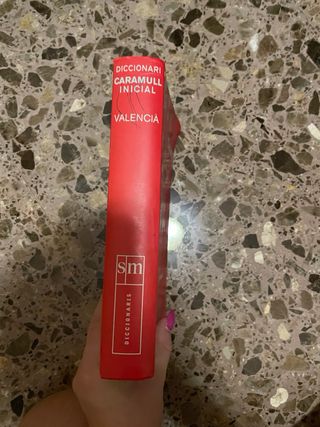 DICCIONARI
CARAMULL
INICIAL
VALENCIÀ
sm
DICCIONARIS